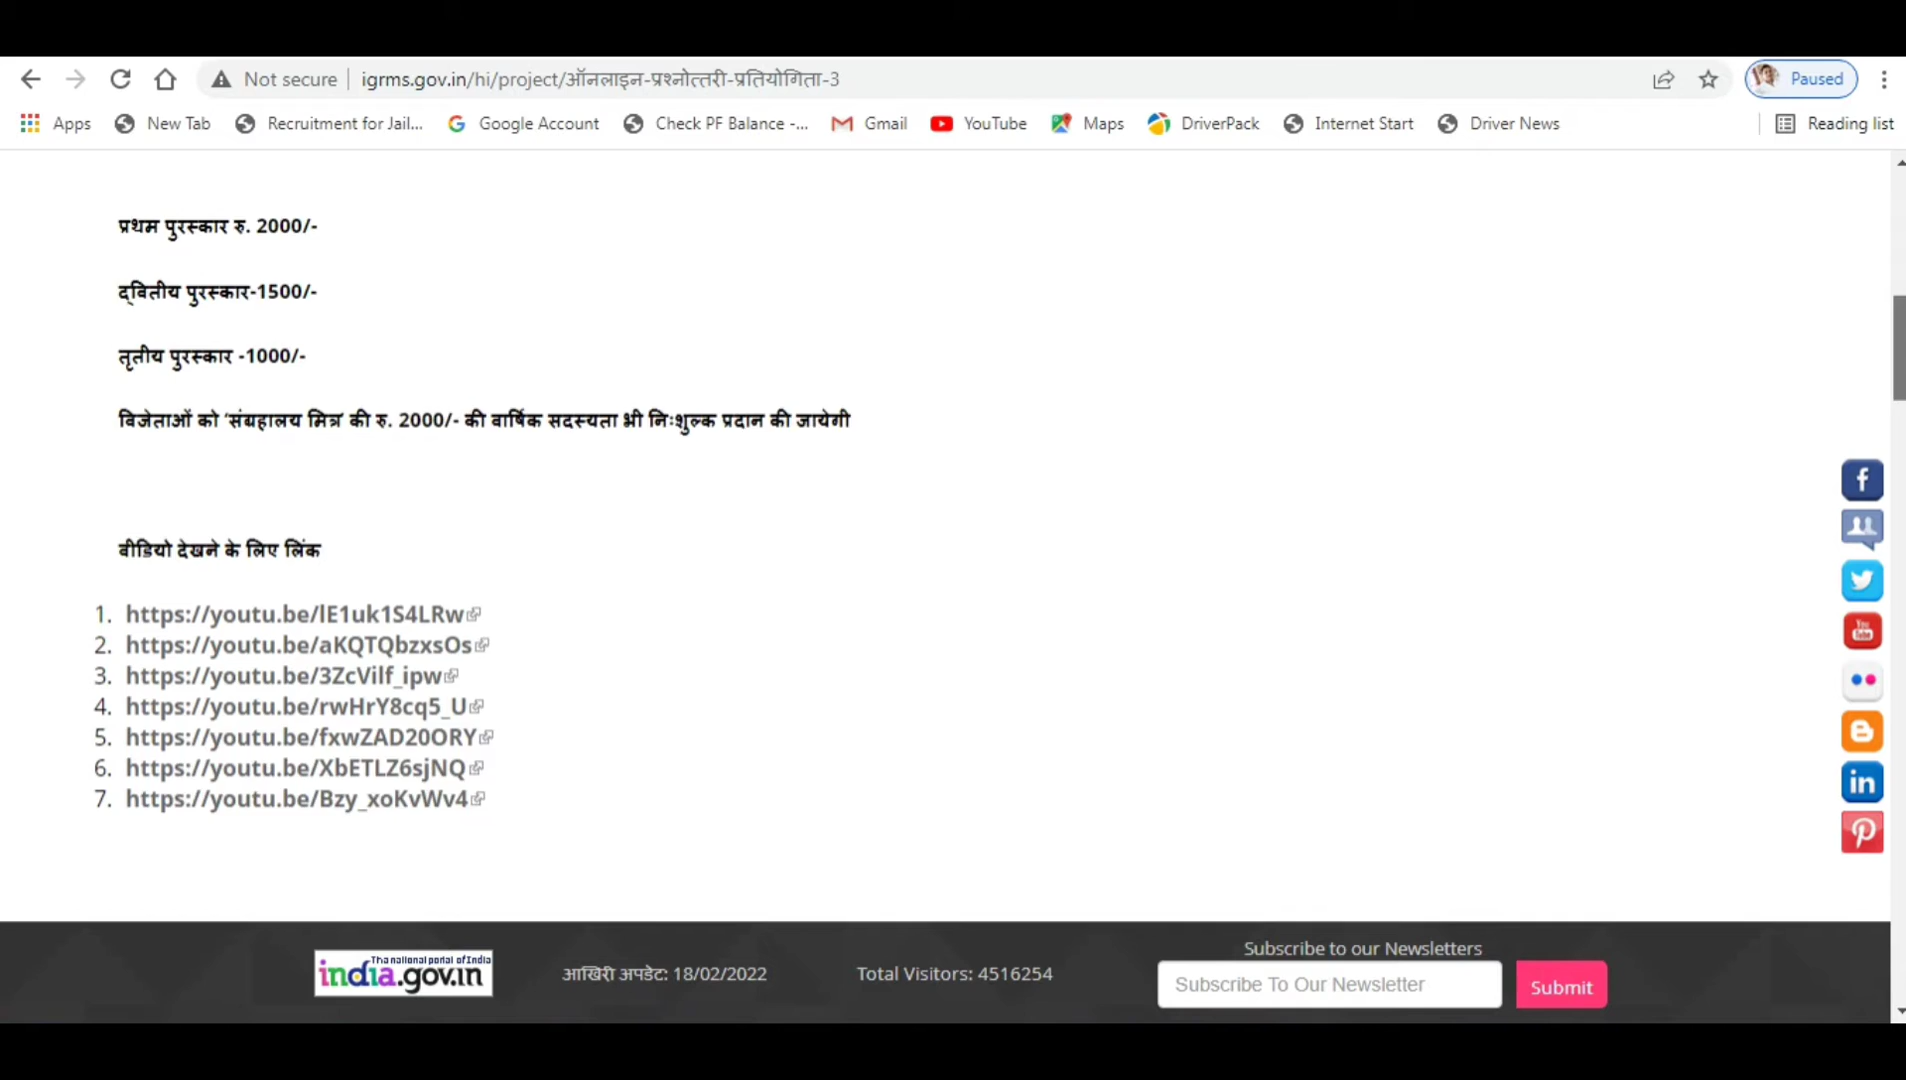 Not secure | igrms.gov.in/hi/project/ऑनलाइन-प्रश्नोत्तरी-प्रतियोगिता-3
Paused
Apps New Tab Recruitment for Jail... Google Account Check PF Balance -... Gmail YouTube Maps DriverPack Internet Start Driver News Reading list
प्रथम पुरस्कार रु. 2000/-
द्वितीय पुरस्कार-1500/-
तृतीय पुरस्कार -1000/-
विजेताओं को 'संग्रहालय मित्र' की रु. 2000/- की वार्षिक सदस्यता भी निःशुल्क प्रदान की जायेगी
वीडियो देखने के लिए लिंक
1. https://youtu.be/lE1uk1S4LRw
2. https://youtu.be/aKQTQbzxsOs
3. https://youtu.be/3ZcVilf_ipw
4. https://youtu.be/rwHrY8cq5_U
5. https://youtu.be/fxwZAD20ORY
6. https://youtu.be/XbETLZ6sjNQ
7. https://youtu.be/Bzy_xoKvWv4
You Tube
in
The national portal of India
india.gov.in
आखिरी अपडेट: 18/02/2022
Total Visitors: 4516254
Subscribe to our Newsletters
Subscribe To Our Newsletter
Submit